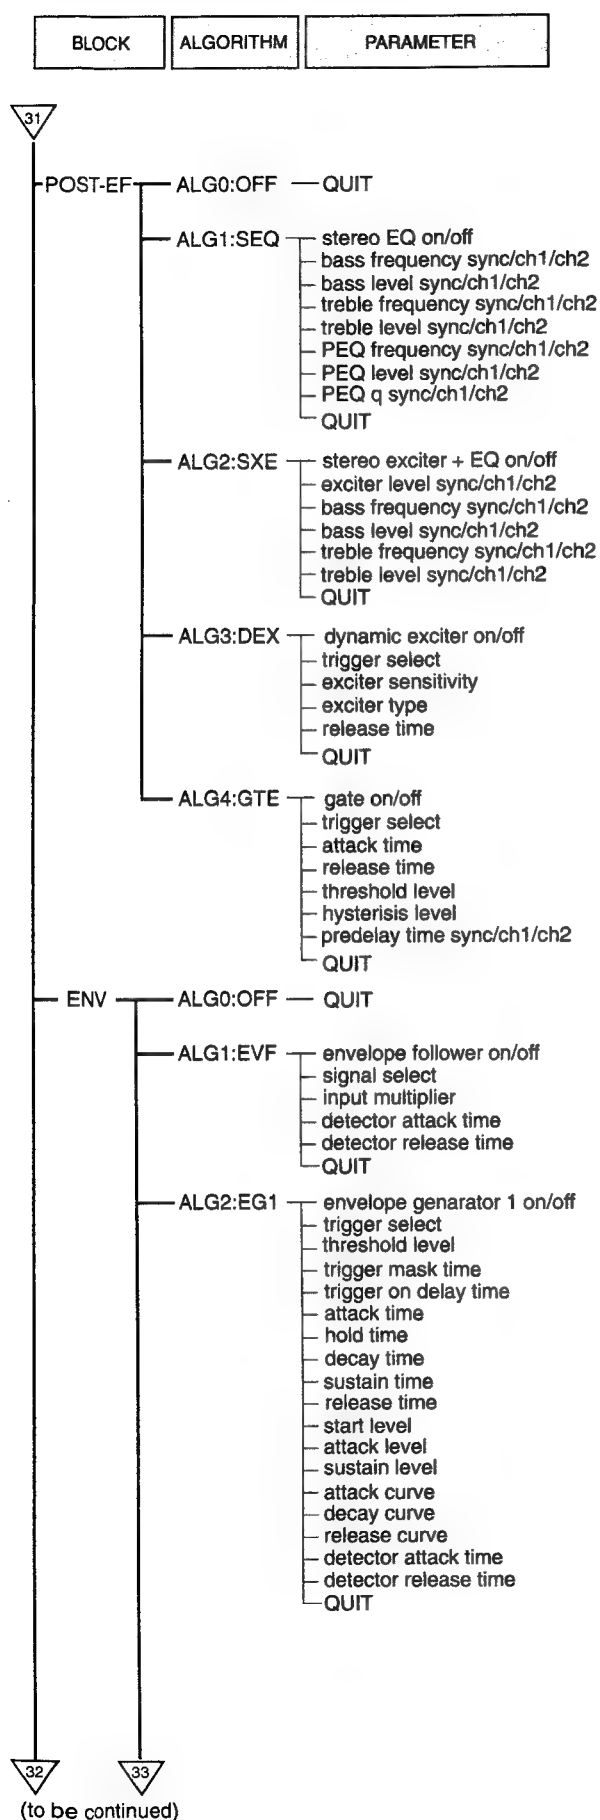 BLOCK ALGORITHM PARAMETER
31
POST-EF ALG0:OFF QUIT
ALG1:SEQ stereo EQ on/off
bass frequency sync/ch1/ch2
bass level sync/ch1/ch2
treble frequency sync/ch1/ch2
treble level sync/ch1/ch2
PEQ frequency sync/ch1/ch2
PEQ level sync/ch1/ch2
PEQ q sync/ch1/ch2
QUIT
ALG2:SXE stereo exciter + EQ on/off
exciter level sync/ch1/ch2
bass frequency sync/ch1/ch2
bass level sync/ch1/ch2
treble frequency sync/ch1/ch2
treble level sync/ch1/ch2
QUIT
ALG3:DEX dynamic exciter on/off
trigger select
exciter sensitivity
exciter type
release time
QUIT
ALG4:GTE gate on/off
trigger select
attack time
release time
threshold level
hysterisis level
predelay time sync/ch1/ch2
QUIT
ENV ALG0:OFF QUIT
ALG1:EVF envelope follower on/off
signal select
input multiplier
detector attack time
detector release time
QUIT
ALG2:EG1 envelope genarator 1 on/off
trigger select
threshold level
trigger mask time
trigger on delay time
attack time
hold time
decay time
sustain time
release time
start level
attack level
sustain level
attack curve
decay curve
release curve
detector attack time
detector release time
QUIT
32 33
(to be continued)